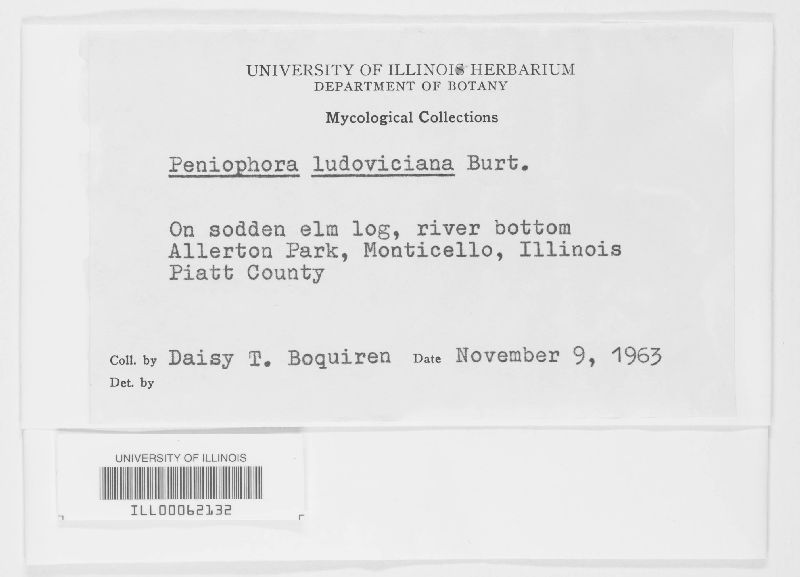 UNIVERSITY OF ILLINOIS HERBARIUM
DEPARTMENT OF BOTANY
Mycological Collections
Peniophora ludoviciana Burt.
On sodden elm log, river bottom
Allerton Park, Monticello, Illinois
Piatt County
Coll. by Daisy T. Boquiren Date November 9, 1963
Det. by
UNIVERSITY OF ILLINOIS
ILL00062132